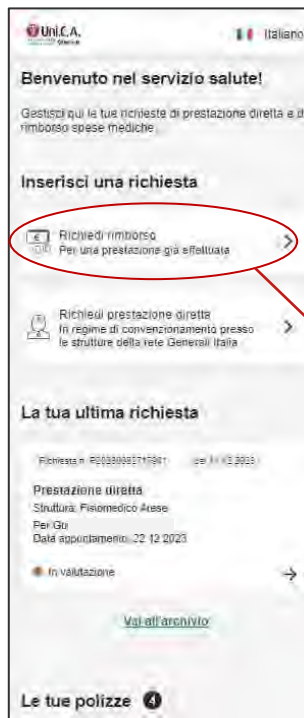 Uni.C.A.
Italiano
Benvenuto nel servizio salute!
Gestisci qui le tue richieste di prestazione diretta e di
rimborso spese mediche
Inserisci una richiesta
Richiedi rimborso
Per una prestazione già effettuata
Richiedi prestazione diretta
In regime di convenzionamento presso
le strutture della rete Generali Italia
La tua ultima richiesta
Richiesta n.
Prestazione diretta
Struttura: Fisiomedico Arese
Per Gu
Data appuntamento: 22.12.2023
In valutazione
Vai all'archivio
Le tue polizze 4